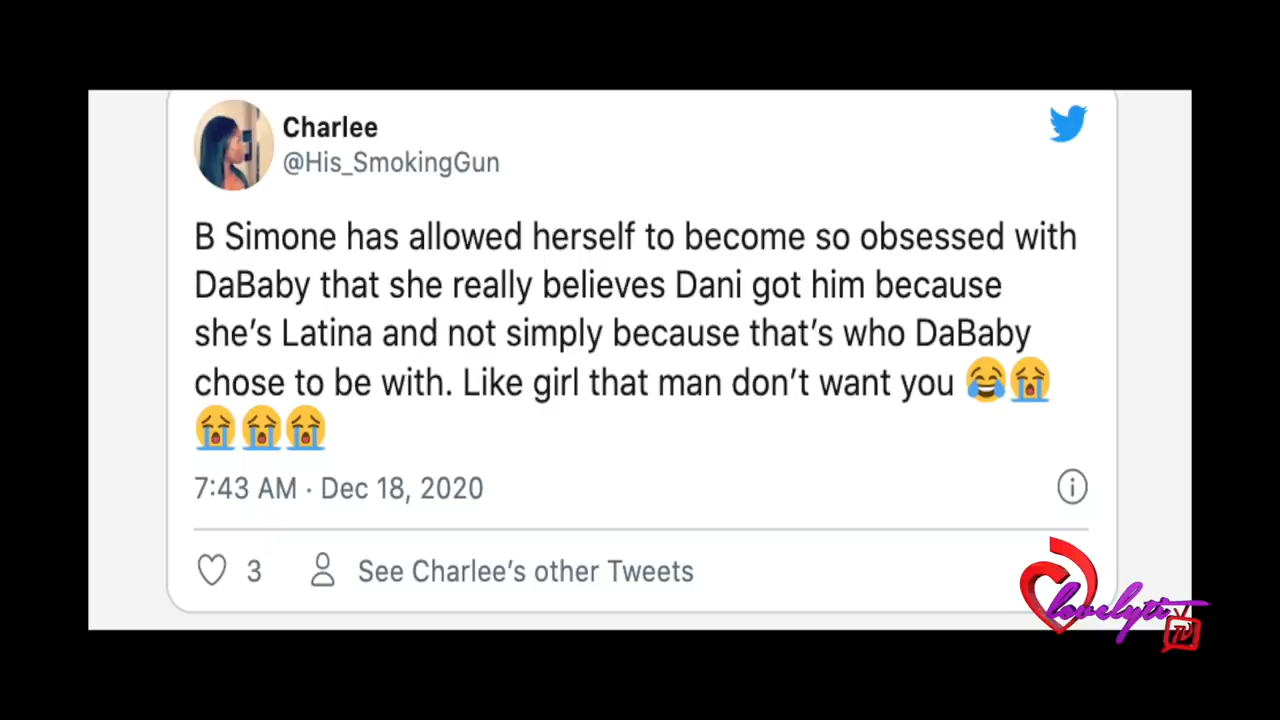 Charlee
@His_SmokingGun
B Simone has allowed herself to become so obsessed with
DaBaby that she really believes Dani got him because
she's Latina and not simply because that's who DaBaby
chose to be with. Like girl that man don't want you 😂😭
😭😭😭
7:43 AM · Dec 18, 2020
3
See Charlee's other Tweets
lovelyti
TV